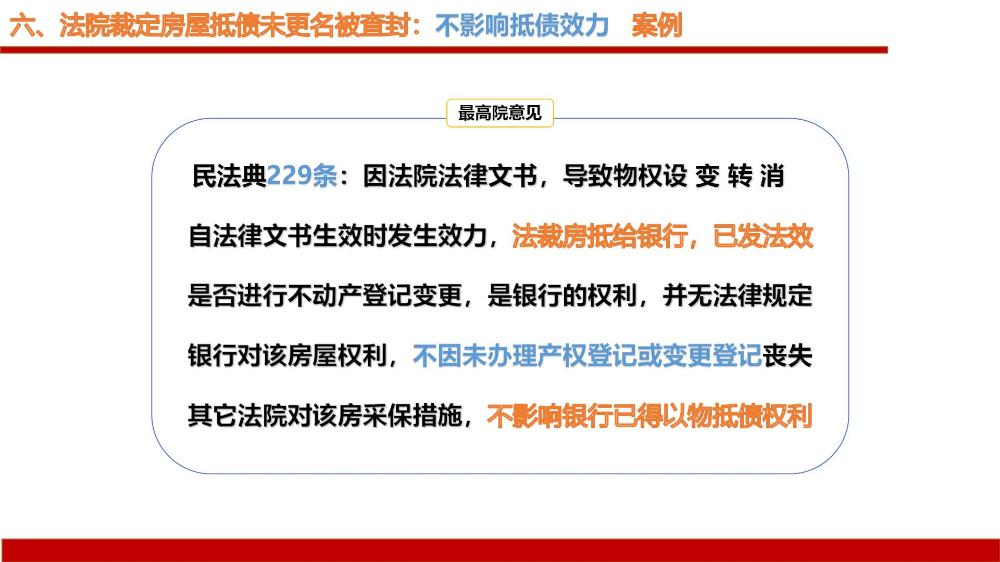 六、法院裁定房屋抵债未更名被查封：不影响抵债效力 案例
最高院意见
民法典229条：因法院法律文书，导致物权设 变 转 消
自法律文书生效时发生效力，法裁房抵给银行，已发法效
是否进行不动产登记变更，是银行的权利，并无法律规定
银行对该房屋权利，不因未办理产权登记或变更登记丧失
其它法院对该房采保措施，不影响银行已得以物抵债权利